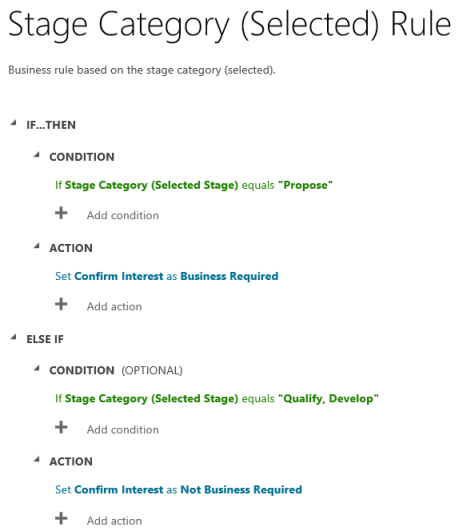 Stage Category (Selected) Rule
Business rule based on the stage category (selected).
IF...THEN
CONDITION
If Stage Category (Selected Stage) equals "Propose"
Add condition
ACTION
Set Confirm Interest as Business Required
Add action
ELSE IF
CONDITION (OPTIONAL)
If Stage Category (Selected Stage) equals "Qualify, Develop"
Add condition
ACTION
Set Confirm Interest as Not Business Required
Add action